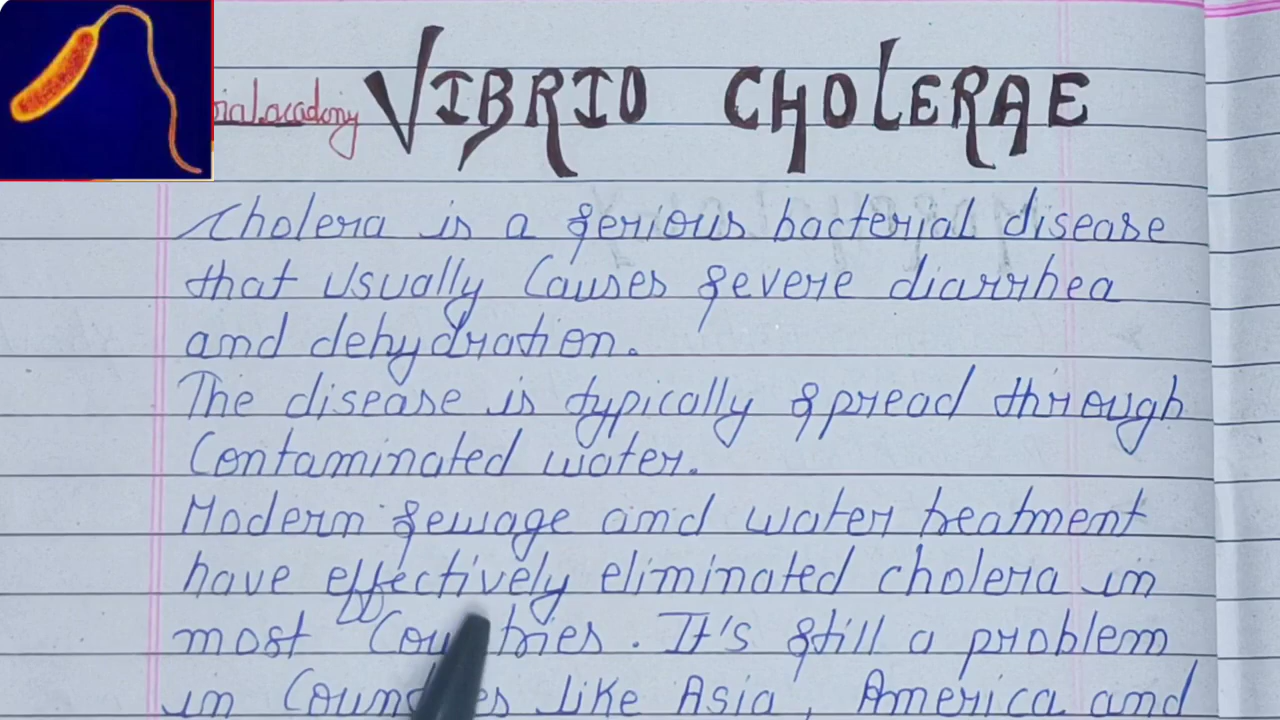 VIBRIO CHOLERAE
Cholera is a serious bacterial disease
that usually Causes severe diarrhea
and dehydration.
The disease is typically spread through
Contaminated water.
Modern sewage and water treatment
have effectively eliminated cholera in
most Countries. It's still a problem
in like Asia, America and